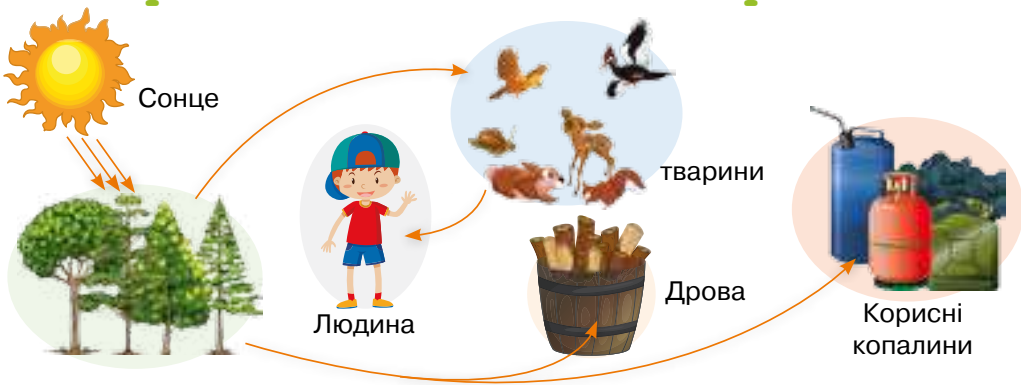 Сонце
тварини
Людина
Дрова
Корисні
копалини